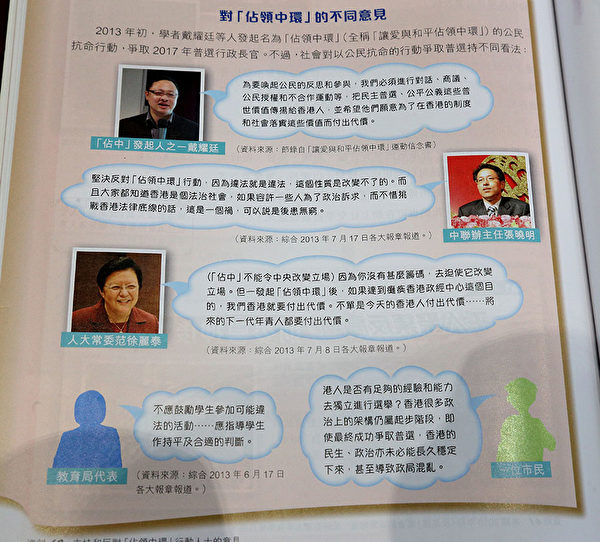 對「佔領中環」的不同意見
2013 年初，學者戴耀廷等人發起名為「佔領中環」（全稱「讓愛與和平佔領中環」）的公民
抗命行動，爭取 2017 年普選行政長官。不過，社會對以公民抗命的行動爭取普選持不同看法：
為要喚起公民的反思和參與，我們必須進行對話、商議、
公民授權和不合作運動等，把民主普選、公平公義這些普
世價值傳揚給香港人，並希望他們願意為了在香港的制度
和社會落實這些價值而付出代價。
「佔中」發起人之一戴耀廷
（資料來源：節錄自「讓愛與和平佔領中環」運動信念書）
堅決反對「佔領中環」行動，因為違法就是違法，這個性質是改變不了的。而
且大家都知道香港是個法治社會，如果容許一些人為了政治訴求，而不惜挑
戰香港法律底線的話，這是一個禍，可以說是後患無窮。
（資料來源：綜合 2013 年 7 月 17 日各大報章報道。）
中聯辦主任張曉明
（「佔中」不能令中央改變立場）因為你沒有甚麼籌碼，去迫使它改變
立場。但一發起「佔領中環」後，如果達到癱瘓香港政經中心這個目
的，我們香港就要付出代價。不單是今天的香港人付出代價……將
來的下一代年青人都要付出代價。
人大常委范徐麗泰
（資料來源：綜合 2013 年 7 月 8 日各大報章報道。）
不應鼓勵學生參加可能違
法的活動……應指導學生
作持平及合適的判斷。
教育局代表
（資料來源：綜合 2013 年 6 月 17 日
各大報章報道。）
港人是否有足夠的經驗和能力
去獨立進行選舉？香港很多政
治上的架構仍屬起步階段，即
使最終成功爭取普選，香港的
民生、政治亦未必能長久穩定
下來，甚至導致政局混亂。
一位市民
支持和反對「佔領中環」行動人士的意見